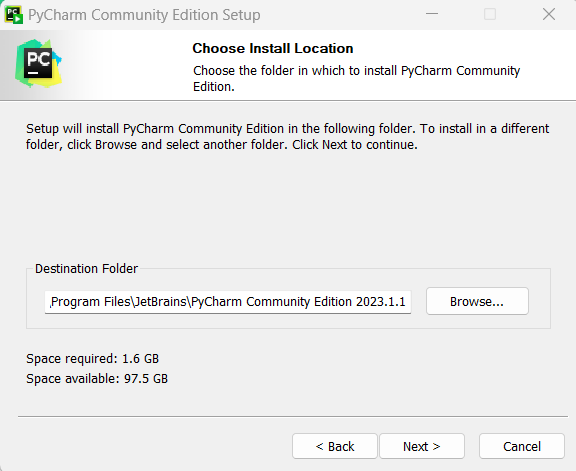 PyCharm Community Edition Setup
PC
Choose Install Location
Choose the folder in which to install PyCharm Community
Edition.
Setup will install PyCharm Community Edition in the following folder. To install in a different
folder, click Browse and select another folder. Click Next to continue.
Destination Folder
Program Files\JetBrains\PyCharm Community Edition 2023.1.1
Browse...
Space required: 1.6 GB
Space available: 97.5 GB
< Back
Next >
Cancel